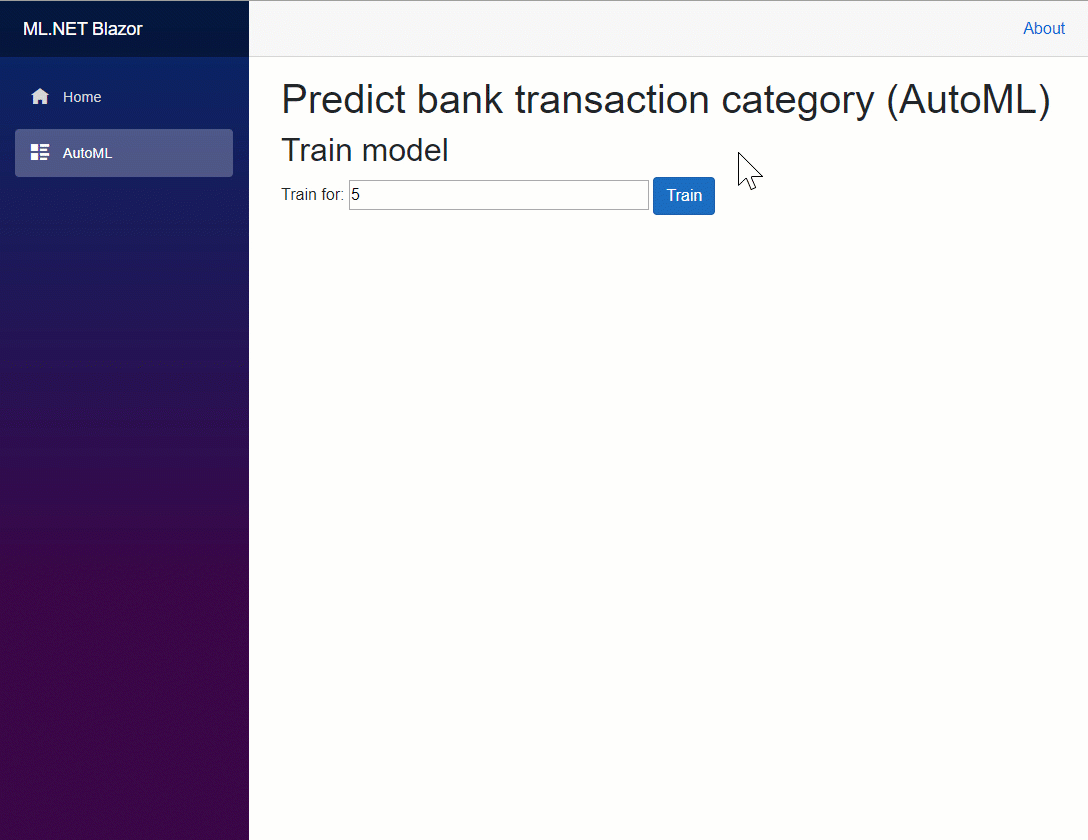 ML.NET Blazor
About
Home
AutoML
Predict bank transaction category (AutoML)
Train model
Train for: 5 Train